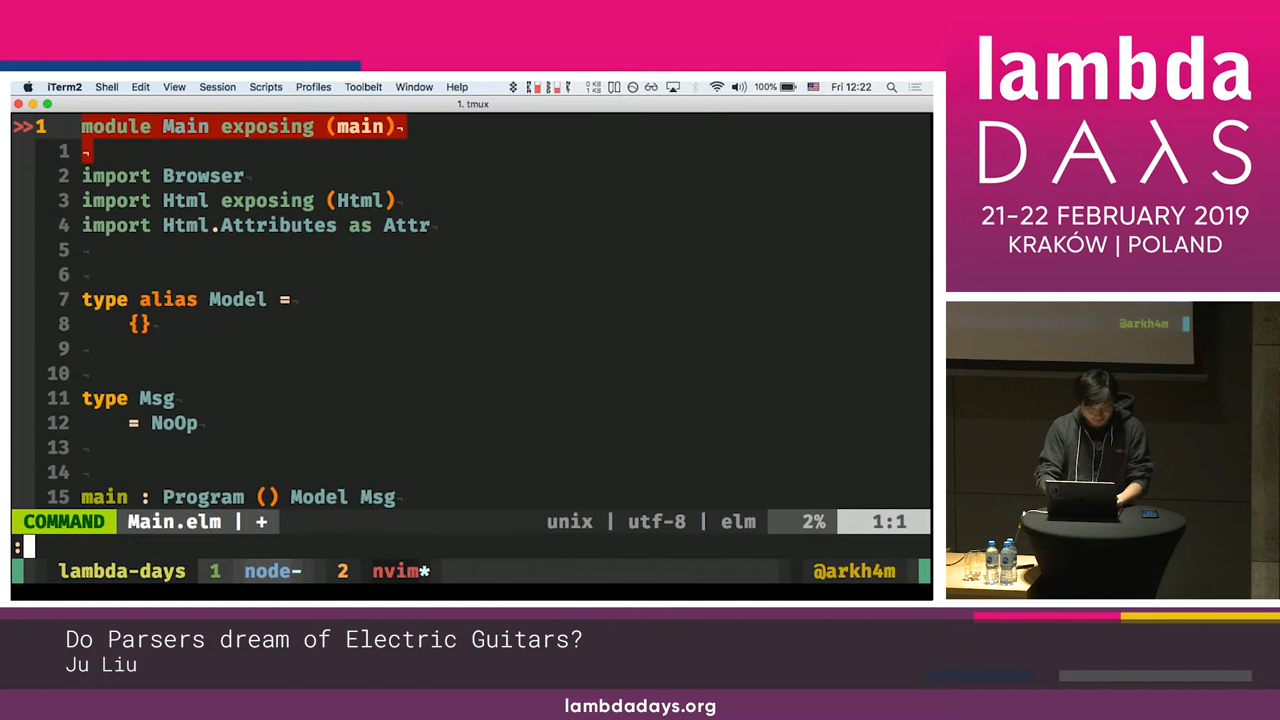 iTerm2 Shell Edit View Session Scripts Profiles Toolbelt Window Help 100% Fri 12:22
1. tmux
>>1 module Main exposing (main)¬
1 ¬
2 import Browser¬
3 import Html exposing (Html)¬
4 import Html.Attributes as Attr¬
5 ¬
6 ¬
7 type alias Model =¬
8 {}¬
9 ¬
10 ¬
11 type Msg¬
12 = NoOp¬
13 ¬
14 ¬
15 main : Program () Model Msg¬
COMMAND Main.elm | + unix | utf-8 | elm 2% 1:1
:
lambda-days 1 node- 2 nvim* @arkh4m
lambda
DAλS
21-22 FEBRUARY 2019
KRAKÓW | POLAND
@arkh4m
Do Parsers dream of Electric Guitars?
Ju Liu
lambdadays.org